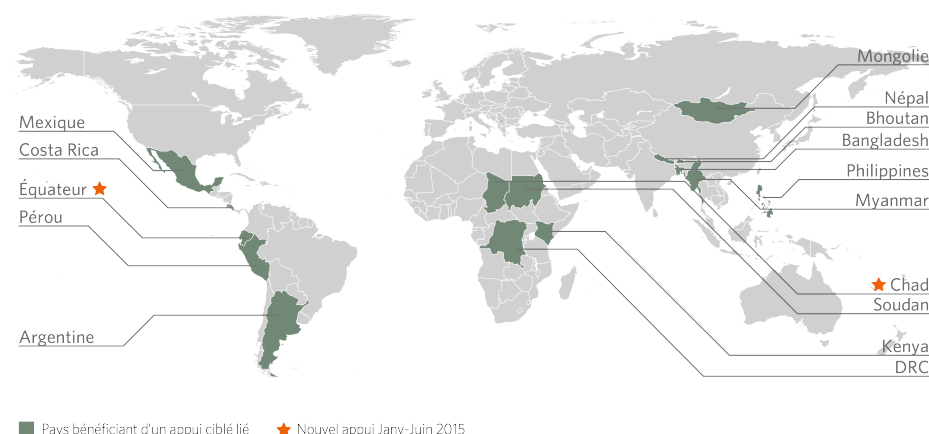 Mongolie
Népal
Mexique
Bhoutan
Costa Rica
Bangladesh
Philippines
Équateur
Myanmar
Pérou
Chad
Soudan
Argentine
Kenya
DRC
Pays bénéficiant d'un appui ciblé lié
Nouvel appui Janv-Juin 2015